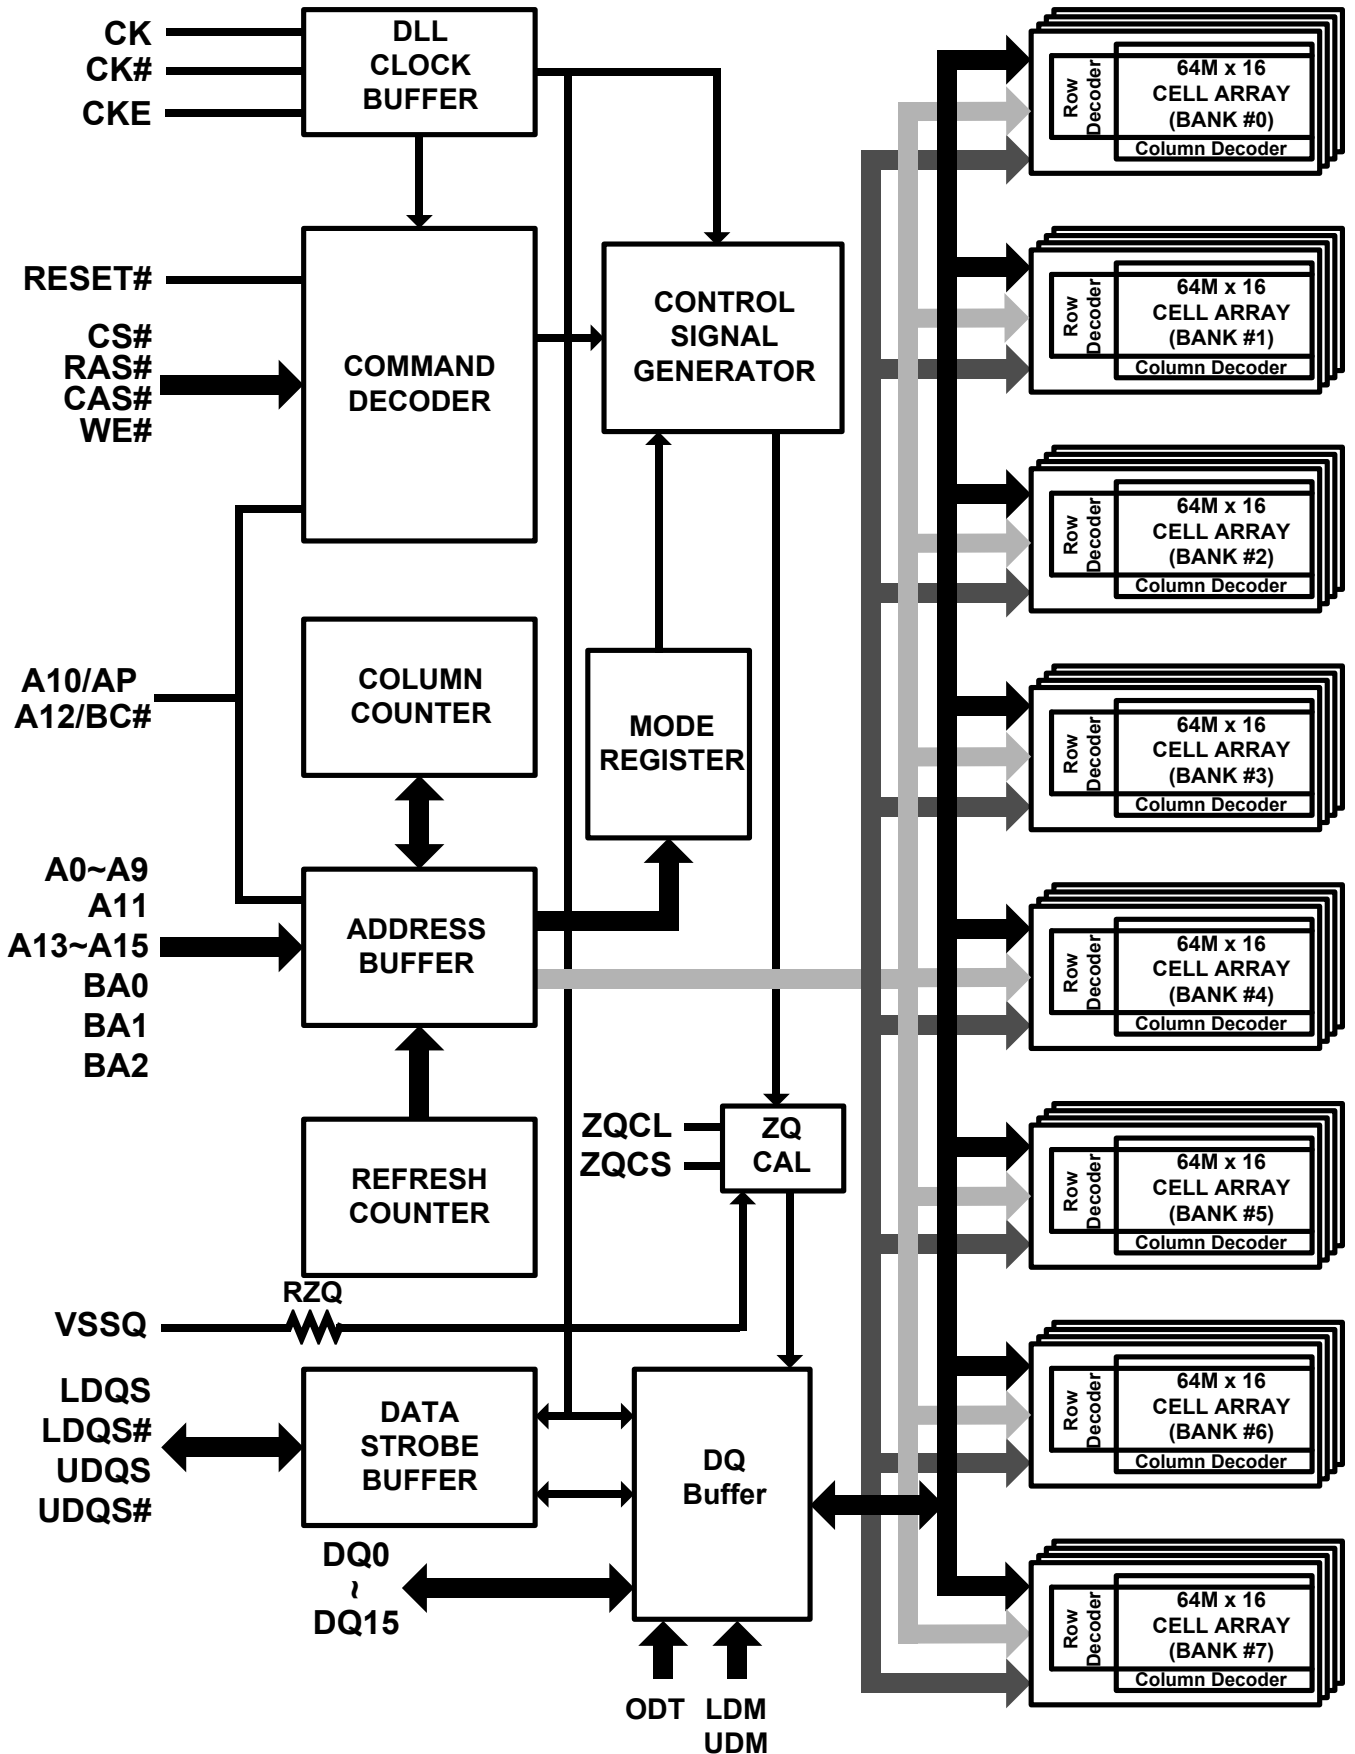 CK
CK#
CKE
DLL
CLOCK
BUFFER
RESET#
CS#
RAS#
CAS#
WE#
COMMAND
DECODER
CONTROL
SIGNAL
GENERATOR
A10/AP
A12/BC#
COLUMN
COUNTER
MODE
REGISTER
A0~A9
A11
A13~A15
BA0
BA1
BA2
ADDRESS
BUFFER
REFRESH
COUNTER
ZQCL
ZQCS
ZQ
CAL
RZQ
VSSQ
LDQS
LDQS#
UDQS
UDQS#
DATA
STROBE
BUFFER
DQ
Buffer
DQ0
~
DQ15
ODT
LDM
UDM
Row
Decoder
64M x 16
CELL ARRAY
(BANK #0)
Column Decoder
Row
Decoder
64M x 16
CELL ARRAY
(BANK #1)
Column Decoder
Row
Decoder
64M x 16
CELL ARRAY
(BANK #2)
Column Decoder
Row
Decoder
64M x 16
CELL ARRAY
(BANK #3)
Column Decoder
Row
Decoder
64M x 16
CELL ARRAY
(BANK #4)
Column Decoder
Row
Decoder
64M x 16
CELL ARRAY
(BANK #5)
Column Decoder
Row
Decoder
64M x 16
CELL ARRAY
(BANK #6)
Column Decoder
Row
Decoder
64M x 16
CELL ARRAY
(BANK #7)
Column Decoder